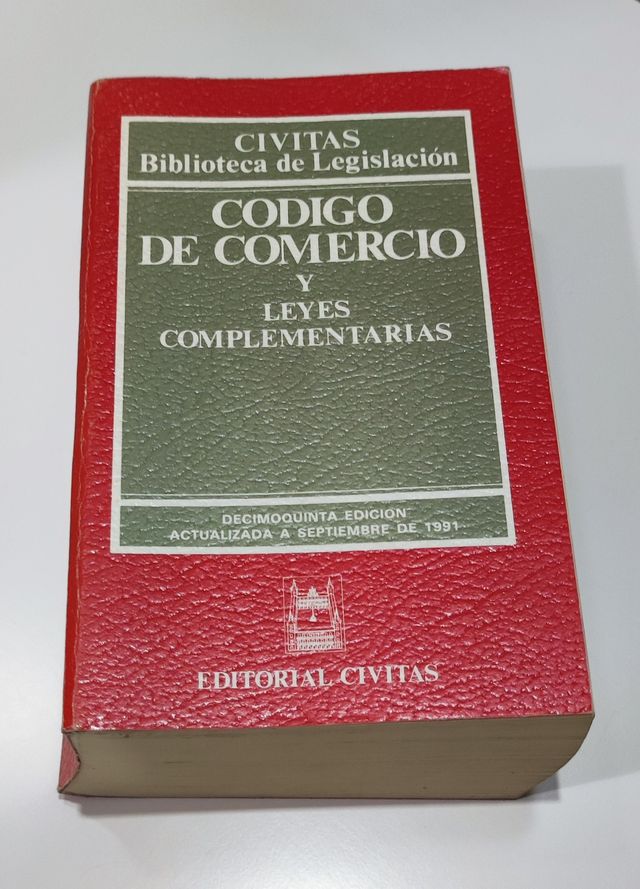 CIVITAS
Biblioteca de Legislación
CODIGO
DE COMERCIO
Y
LEYES
COMPLEMENTARIAS
DECIMOQUINTA EDICION
ACTUALIZADA A SEPTIEMBRE DE 1991
EDITORIAL CIVITAS